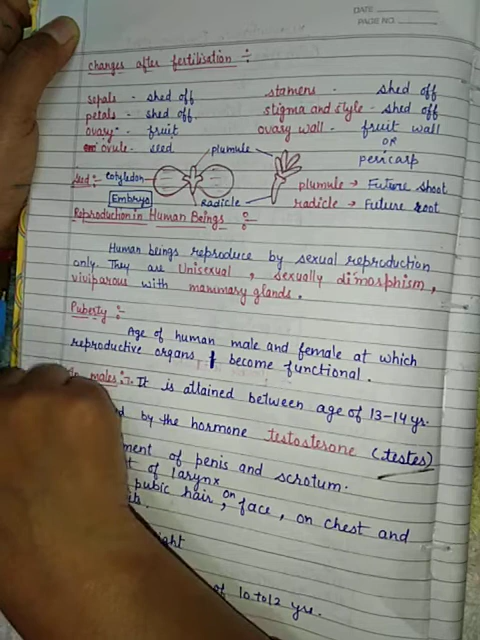 DATE
PAGE NO.
Changes after fertilisation :-
sepals - shed off
stamens - shed off
petals - shed off.
stigma and style - shed off
ovary - fruit
ovary wall - fruit wall
or
pericarp
ovule - seed
plumule
Seed :- cotyledon
Embryo
Radicle
plumule → Future shoot
radicle → Future root
Reproduction in Human Beings :-
Human beings reproduce by sexual reproduction
only. They are Unisexual, sexually dimorphism,
viviparous with mammary glands.
Puberty :-
Age of human male and female at which
reproductive organs, become functional.
In males :- It is attained between age of 13-14 yr.
by the hormone testosterone (testes)
ment of penis and scrotum.
of larynx
pubic hair, on face, on chest and
of 10 to 12 yrs.